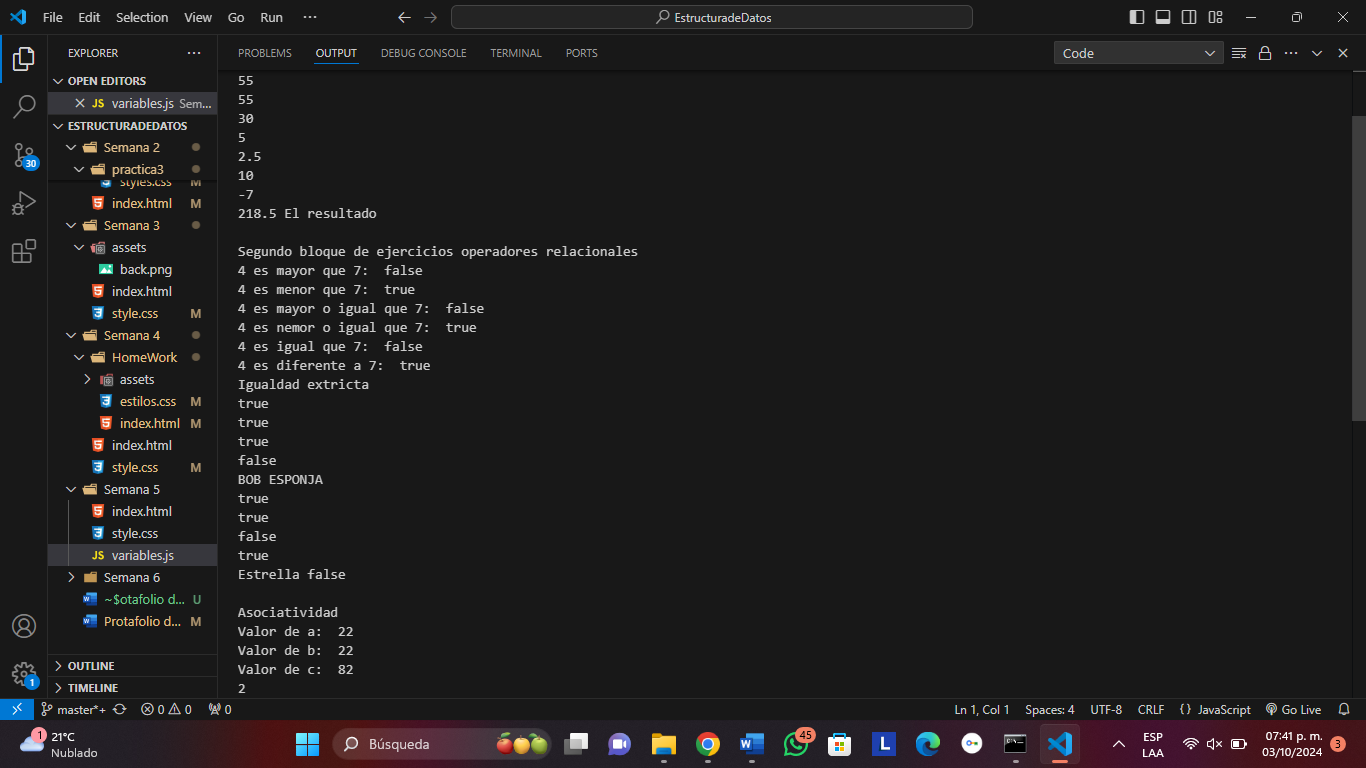 File Edit Selection View Go Run ··· EstructuradeDatos
EXPLORER ···
OPEN EDITORS
JS variables.js Sem...
ESTRUCTURADEDATOS
Semana 2
practica3
styles.css M
index.html M
Semana 3
assets
back.png
index.html
style.css M
Semana 4
HomeWork
assets
estilos.css M
index.html M
index.html
style.css M
Semana 5
index.html
style.css
JS variables.js
Semana 6
~$otafolio d... U
Protafolio d... M
OUTLINE
TIMELINE
30
1
PROBLEMS OUTPUT DEBUG CONSOLE TERMINAL PORTS Code
55
55
30
5
2.5
10
-7
218.5 El resultado
Segundo bloque de ejercicios operadores relacionales
4 es mayor que 7:  false
4 es menor que 7:  true
4 es mayor o igual que 7:  false
4 es nemor o igual que 7:  true
4 es igual que 7:  false
4 es diferente a 7:  true
Igualdad extricta
true
true
true
false
BOB ESPONJA
true
true
false
true
Estrella false
Asociatividad
Valor de a:  22
Valor de b:  22
Valor de c:  82
2
master*+ 0 0 0 Ln 1, Col 1 Spaces: 4 UTF-8 CRLF {} JavaScript Go Live
1 21°C
Nublado
Búsqueda
45
L
ESP
LAA
07:41 p. m.
03/10/2024
3